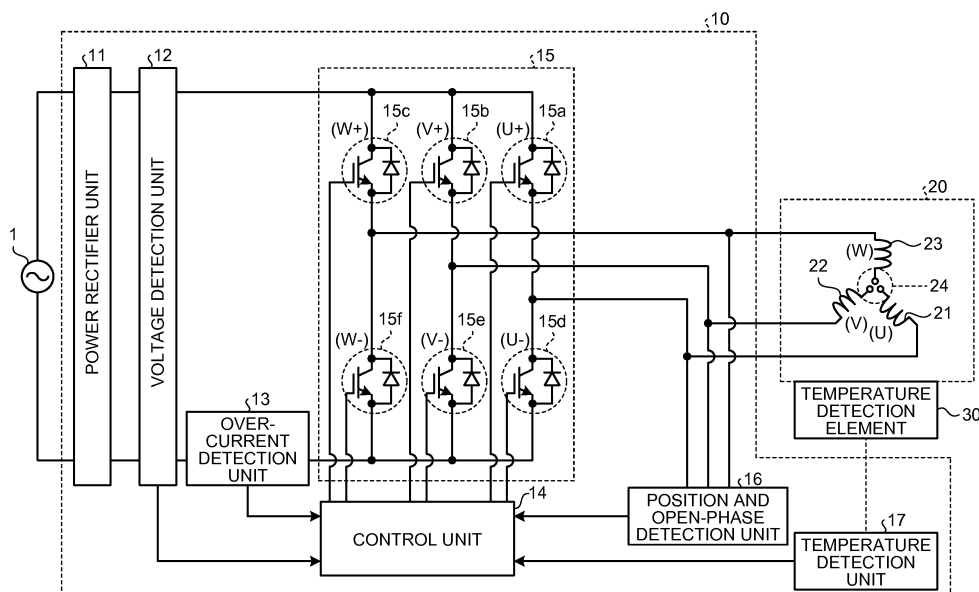 10
11
12
15
POWER RECTIFIER UNIT
VOLTAGE DETECTION UNIT
(W+)
15c
(V+)
15b
(U+)
15a
20
1
(W)
23
22
24
(V)
(U)
21
(W-)
15f
(V-)
15e
(U-)
15d
13
OVER-
CURRENT
DETECTION
UNIT
TEMPERATURE
DETECTION
ELEMENT
30
14
CONTROL UNIT
16
POSITION AND
OPEN-PHASE
DETECTION UNIT
17
TEMPERATURE
DETECTION
UNIT